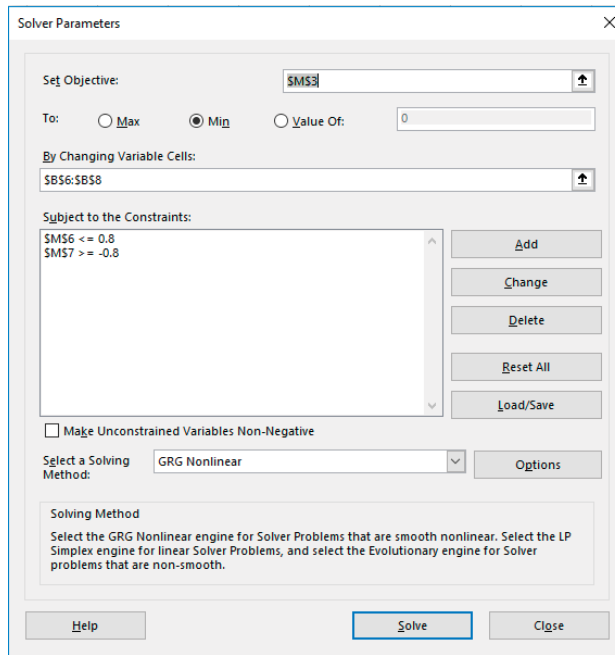 Solver Parameters
Set Objective:
$M$3
To:
Max
Min
Value Of:
0
By Changing Variable Cells:
$B$6:$B$8
Subject to the Constraints:
$M$6 <= 0.8
$M$7 >= -0.8
Add
Change
Delete
Reset All
Load/Save
Make Unconstrained Variables Non-Negative
Select a Solving
Method:
GRG Nonlinear
Options
Solving Method
Select the GRG Nonlinear engine for Solver Problems that are smooth nonlinear. Select the LP
Simplex engine for linear Solver Problems, and select the Evolutionary engine for Solver
problems that are non-smooth.
Help
Solve
Close